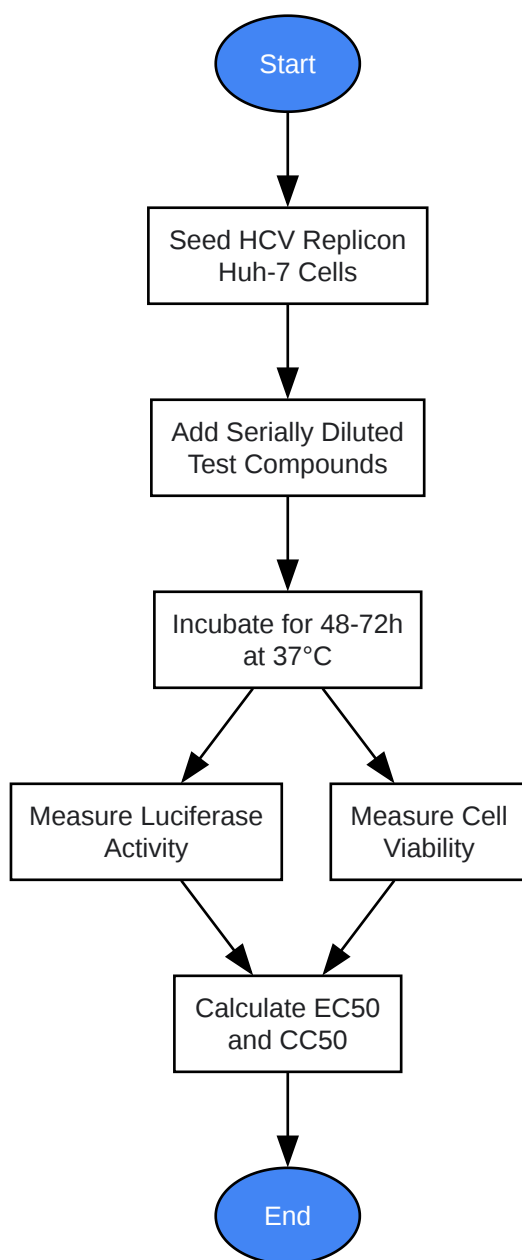 Start
Seed HCV Replicon
Huh-7 Cells
Add Serially Diluted
Test Compounds
Incubate for 48-72h
at 37°C
Measure Luciferase
Activity
Measure Cell
Viability
Calculate EC50
and CC50
End